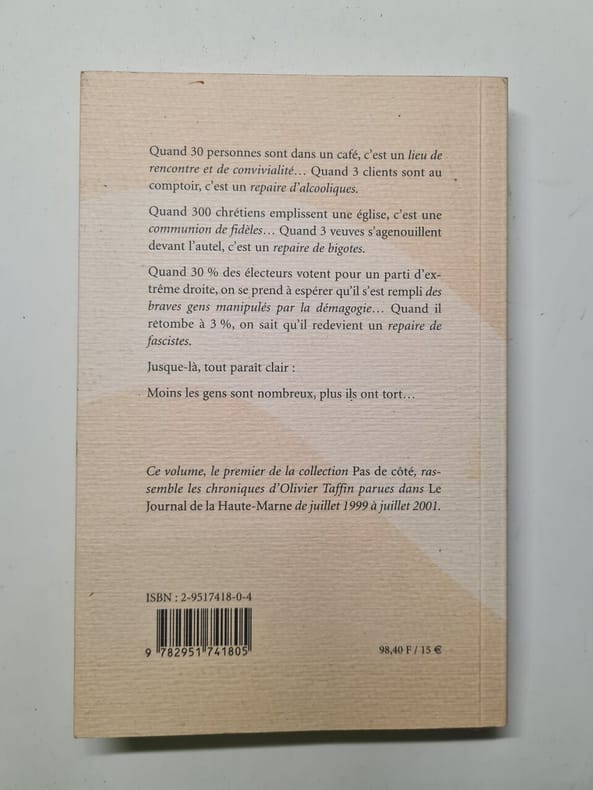 Quand 30 personnes sont dans un café, c'est un lieu de
rencontre et de convivialité… Quand 3 clients sont au
comptoir, c'est un repaire d'alcooliques.
Quand 300 chrétiens emplissent une église, c'est une
communion de fidèles… Quand 3 veuves s'agenouillent
devant l'autel, c'est un repaire de bigotes.
Quand 30 % des électeurs votent pour un parti d'ex-
trême droite, on se prend à espérer qu'il s'est rempli des
braves gens manipulés par la démagogie… Quand il
retombe à 3 %, on sait qu'il redevient un repaire de
fascistes.
Jusque-là, tout paraît clair :
Moins les gens sont nombreux, plus ils ont tort…
Ce volume, le premier de la collection Pas de côté, ras-
semble les chroniques d'Olivier Taffin parues dans Le
Journal de la Haute-Marne de juillet 1999 à juillet 2001.
ISBN : 2-9517418-0-4
9 782951 741805
98,40 F / 15 €